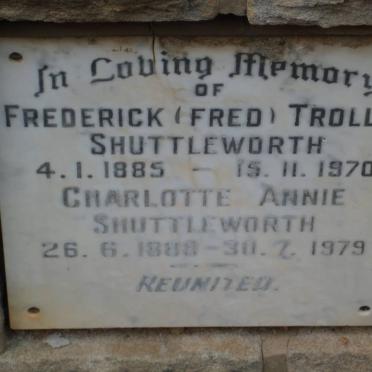 In Loving Memory
OF
FREDERICK (FRED) TROLL
SHUTTLEWORTH
4.1.1885 — 15.11.1970
CHARLOTTE ANNIE
SHUTTLEWORTH
26.6.1888 - 30.7.1979
REUNITED.